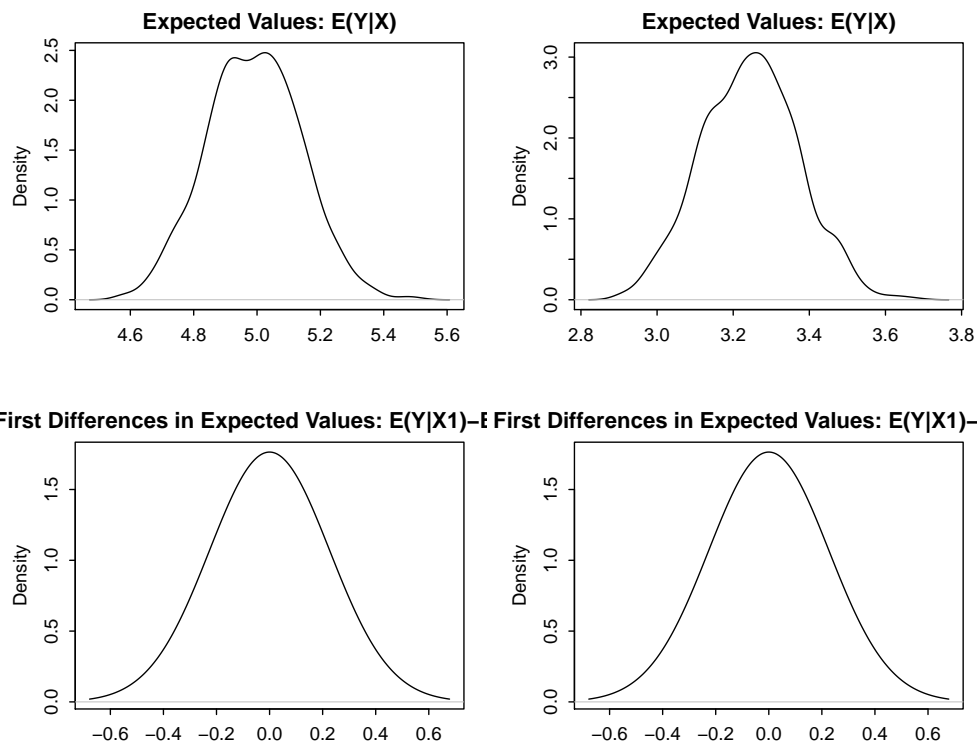 Expected Values: E(Y|X)
Density
0.0 0.5 1.0 1.5 2.0 2.5
4.6 4.8 5.0 5.2 5.4 5.6
Expected Values: E(Y|X)
Density
0.0 1.0 2.0 3.0
2.8 3.0 3.2 3.4 3.6 3.8
First Differences in Expected Values: E(Y|X1)−E
Density
0.0 0.5 1.0 1.5
−0.6 −0.4 −0.2 0.0 0.2 0.4 0.6
First Differences in Expected Values: E(Y|X1)−
Density
0.0 0.5 1.0 1.5
−0.6 −0.4 −0.2 0.0 0.2 0.4 0.6